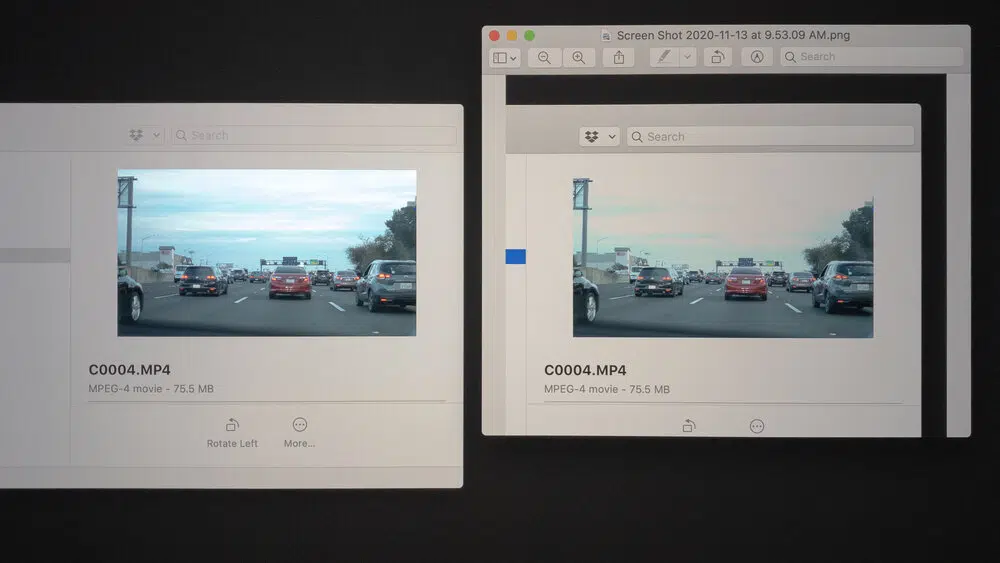 Search
C0004.MP4
MPEG-4 movie - 75.5 MB
Rotate Left
More...
Screen Shot 2020-11-13 at 9.53.09 AM.png
Search
Search
C0004.MP4
MPEG-4 movie - 75.5 MB